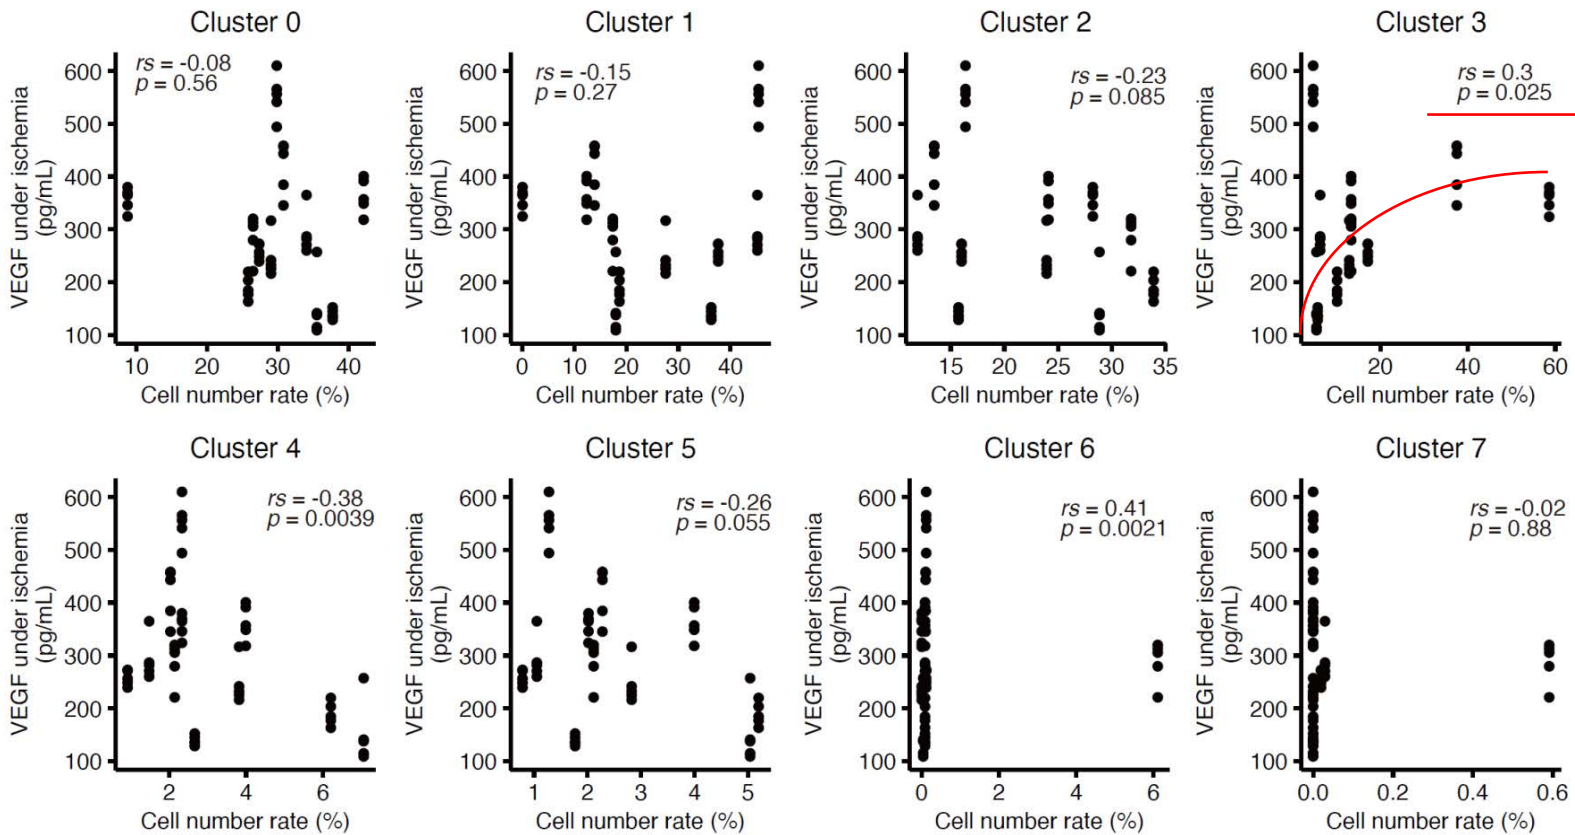 Cluster 0
rs = -0.08
p = 0.56
VEGF under ischemia
(pg/mL)
600
500
400
300
200
100
10
20
30
40
Cell number rate (%)
Cluster 1
rs = -0.15
p = 0.27
VEGF under ischemia
(pg/mL)
600
500
400
300
200
100
0
10
20
30
40
Cell number rate (%)
Cluster 2
rs = -0.23
p = 0.085
VEGF under ischemia
(pg/mL)
600
500
400
300
200
100
15
20
25
30
35
Cell number rate (%)
Cluster 3
rs = 0.3
p = 0.025
VEGF under ischemia
(pg/mL)
600
500
400
300
200
100
20
40
60
Cell number rate (%)
Cluster 4
rs = -0.38
p = 0.0039
VEGF under ischemia
(pg/mL)
600
500
400
300
200
100
2
4
6
Cell number rate (%)
Cluster 5
rs = -0.26
p = 0.055
VEGF under ischemia
(pg/mL)
600
500
400
300
200
100
1
2
3
4
5
Cell number rate (%)
Cluster 6
rs = 0.41
p = 0.0021
VEGF under ischemia
(pg/mL)
600
500
400
300
200
100
0
2
4
6
Cell number rate (%)
Cluster 7
rs = -0.02
p = 0.88
VEGF under ischemia
(pg/mL)
600
500
400
300
200
100
0.0
0.2
0.4
0.6
Cell number rate (%)